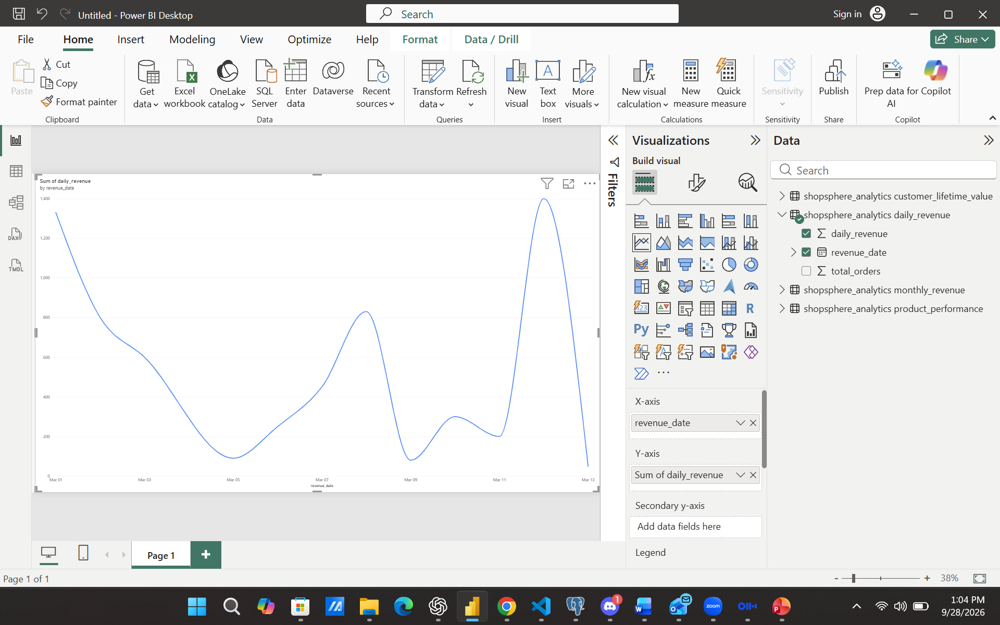 Untitled - Power BI Desktop
Search
Sign in
File
Home
Insert
Modeling
View
Optimize
Help
Format
Data / Drill
Share
Paste
Cut
Copy
Format painter
Clipboard
Get data
Excel workbook
OneLake catalog
SQL Server
Enter data
Dataverse
Recent sources
Data
Transform data
Refresh
Queries
New visual
Text box
More visuals
Insert
New visual calculation
New measure
Quick measure
Calculations
Sensitivity
Sensitivity
Publish
Share
Prep data for AI
Copilot
Copilot
DAX
TMDL
Sum of daily_revenue
by revenue_date
1,400
1,200
1,000
800
600
400
200
0
Mar 01
Mar 03
Mar 05
Mar 07
Mar 09
Mar 11
Mar 13
revenue_date
Filters
Visualizations
Build visual
123
R
Py
X-axis
revenue_date
Y-axis
Sum of daily_revenue
Secondary y-axis
Add data fields here
Legend
Data
Search
shopsphere_analytics customer_lifetime_value
shopsphere_analytics daily_revenue
daily_revenue
revenue_date
total_orders
shopsphere_analytics monthly_revenue
shopsphere_analytics product_performance
Page 1
Page 1 of 1
38%
1
zoom
1:04 PM
9/28/2026